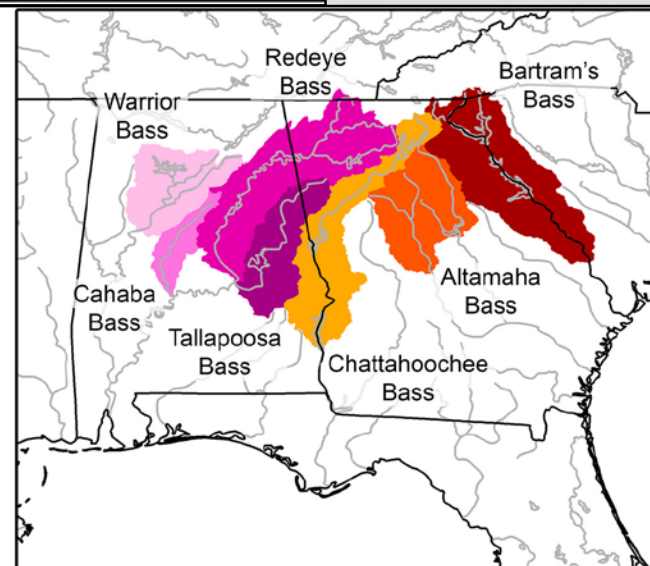 Redeye
Bass
Bartram's
Bass
Warrior
Bass
Cahaba
Bass
Altamaha
Bass
Tallapoosa
Bass
Chattahoochee
Bass